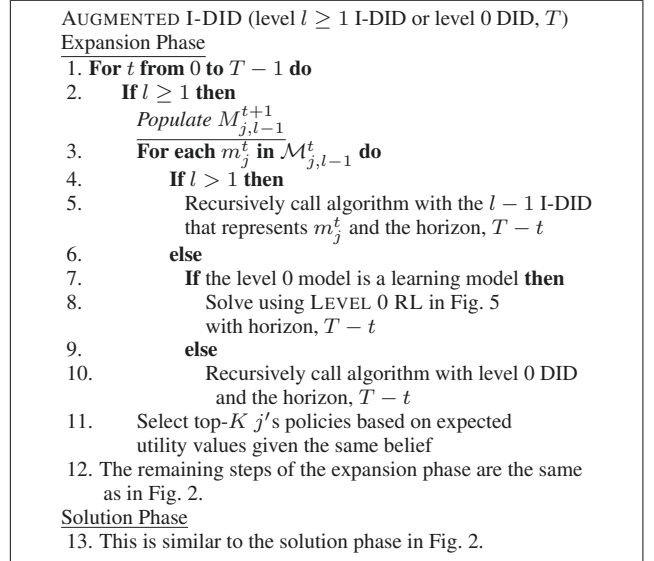 AUGMENTED I-DID (level l ≥ 1 I-DID or level 0 DID, T)
Expansion Phase
1. For t from 0 to T − 1 do
2. If l ≥ 1 then
Populate M_{j,l−1}^{t+1}
3. For each m_j^t in ℳ_{j,l−1}^t do
4. If l > 1 then
5. Recursively call algorithm with the l − 1 I-DID
that represents m_j^t and the horizon, T − t
6. else
7. If the level 0 model is a learning model then
8. Solve using LEVEL 0 RL in Fig. 5
with horizon, T − t
9. else
10. Recursively call algorithm with level 0 DID
and the horizon, T − t
11. Select top-K j′s policies based on expected
utility values given the same belief
12. The remaining steps of the expansion phase are the same
as in Fig. 2.
Solution Phase
13. This is similar to the solution phase in Fig. 2.